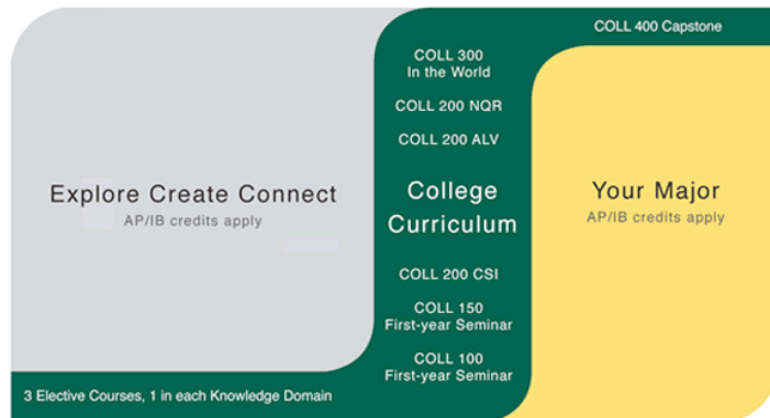 COLL 400 Capstone
COLL 300
In the World
COLL 200 NQR
COLL 200 ALV
Explore Create Connect
AP/IB credits apply
College
Curriculum
Your Major
AP/IB credits apply
COLL 200 CSI
COLL 150
First-year Seminar
COLL 100
First-year Seminar
3 Elective Courses, 1 in each Knowledge Domain